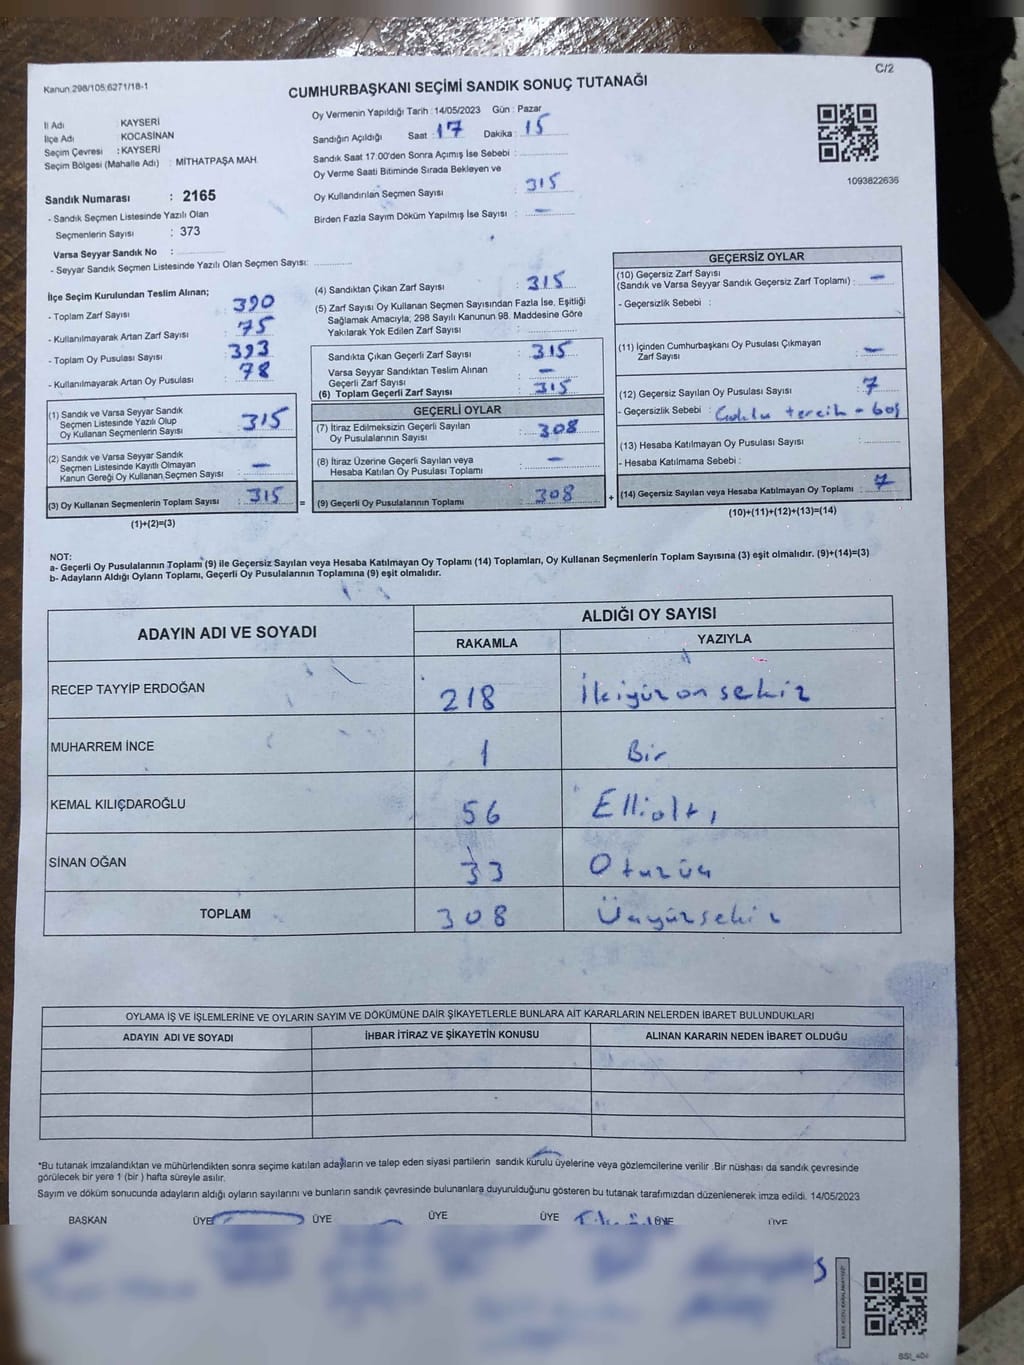 C/2
Kanun 298/105;6271/18-1
CUMHURBAŞKANI SEÇİMİ SANDIK SONUÇ TUTANAĞI
İl Adı : KAYSERİ
İlçe Adı : KOCASİNAN
Seçim Çevresi : KAYSERİ
Seçim Bölgesi (Mahalle Adı) : MİTHATPAŞA MAH.
Sandık Numarası : 2165
- Sandık Seçmen Listesinde Yazılı Olan
Seçmenlerin Sayısı : 373
Varsa Seyyar Sandık No :
- Seyyar Sandık Seçmen Listesinde Yazılı Olan Seçmen Sayısı:
Oy Vermenin Yapıldığı Tarih : 14/05/2023 Gün : Pazar
Sandığın Açıldığı Saat : 17 Dakika : 15
Sandık Saat 17:00'den Sonra Açımış İse Sebebi :
Oy Verme Saati Bitiminde Sırada Bekleyen ve
Oy Kullandırılan Seçmen Sayısı : 315
Birden Fazla Sayım Döküm Yapılmış İse Sayısı : -
1093822636
İlçe Seçim Kurulundan Teslim Alınan;
- Toplam Zarf Sayısı : 390
- Kullanılmayarak Artan Zarf Sayısı : 75
- Toplam Oy Pusulası Sayısı : 393
- Kullanılmayarak Artan Oy Pusulası : 78
(1) Sandık ve Varsa Seyyar Sandık
Seçmen Listesinde Yazılı Olup
Oy Kullanan Seçmenlerin Sayısı : 315
(2) Sandık ve Varsa Seyyar Sandık
Seçmen Listesinde Kayıtlı Olmayan
Kanun Gereği Oy Kullanan Seçmen Sayısı : -
(3) Oy Kullanan Seçmenlerin Toplam Sayısı : 315 =
(1)+(2)=(3)
(4) Sandıktan Çıkan Zarf Sayısı : 315
(5) Zarf Sayısı Oy Kullanan Seçmen Sayısından Fazla İse, Eşitliği
Sağlamak Amacıyla; 298 Sayılı Kanunun 98. Maddesine Göre
Yakılarak Yok Edilen Zarf Sayısı :
Sandıkta Çıkan Geçerli Zarf Sayısı : 315
Varsa Seyyar Sandıktan Teslim Alınan
Geçerli Zarf Sayısı : -
(6) Toplam Geçerli Zarf Sayısı : 315
GEÇERLİ OYLAR
(7) İtiraz Edilmeksizin Geçerli Sayılan
Oy Pusulalarının Sayısı : 308
(8) İtiraz Üzerine Geçerli Sayılan veya
Hesaba Katılan Oy Pusulası Toplamı : -
(9) Geçerli Oy Pusulalarının Toplamı : 308 +
GEÇERSİZ OYLAR
(10) Geçersiz Zarf Sayısı
(Sandık ve Varsa Seyyar Sandık Geçersiz Zarf Toplamı) : -
- Geçersizlik Sebebi :
(11) İçinden Cumhurbaşkanı Oy Pusulası Çıkmayan
Zarf Sayısı : -
(12) Geçersiz Sayılan Oy Pusulası Sayısı : 7
- Geçersizlik Sebebi : Çoklu tercih - boş
(13) Hesaba Katılmayan Oy Pusulası Sayısı :
- Hesaba Katılmama Sebebi :
(14) Geçersiz Sayılan veya Hesaba Katılmayan Oy Toplamı : 7
(10)+(11)+(12)+(13)=(14)
NOT:
a- Geçerli Oy Pusulalarının Toplamı (9) ile Geçersiz Sayılan veya Hesaba Katılmayan Oy Toplamı (14) Toplamları, Oy Kullanan Seçmenlerin Toplam Sayısına (3) eşit olmalıdır. (9)+(14)=(3)
b- Adayların Aldığı Oyların Toplamı, Geçerli Oy Pusulalarının Toplamına (9) eşit olmalıdır.
ADAYIN ADI VE SOYADI ALDIĞI OY SAYISI
RAKAMLA YAZIYLA
RECEP TAYYİP ERDOĞAN 218 İkiyüz on sekiz
MUHARREM İNCE 1 Bir
KEMAL KILIÇDAROĞLU 56 Ellialtı
SİNAN OĞAN 33 Otuzüç
TOPLAM 308 Üçyüzsekiz
OYLAMA İŞ VE İŞLEMLERİNE VE OYLARIN SAYIM VE DÖKÜMÜNE DAİR ŞİKAYETLERLE BUNLARA AİT KARARLARIN NELERDEN İBARET BULUNDUKLARI
ADAYIN ADI VE SOYADI İHBAR İTİRAZ VE ŞİKAYETİN KONUSU ALINAN KARARIN NEDEN İBARET OLDUĞU
*Bu tutanak imzalandıktan ve mühürlendikten sonra seçime katılan adayların ve talep eden siyasi partilerin sandık kurulu üyelerine veya gözlemcilerine verilir .Bir nüshası da sandık çevresinde
görülecek bir yere 1 (bir ) hafta süreyle asılır.
Sayım ve döküm sonucunda adayların aldığı oyların sayılarını ve bunların sandık çevresinde bulunanlara duyurulduğunu gösteren bu tutanak tarafımızdan düzenlenerek imza edildi. 14/05/2023
BAŞKAN ÜYE ÜYE ÜYE ÜYE ÜYE ÜYE